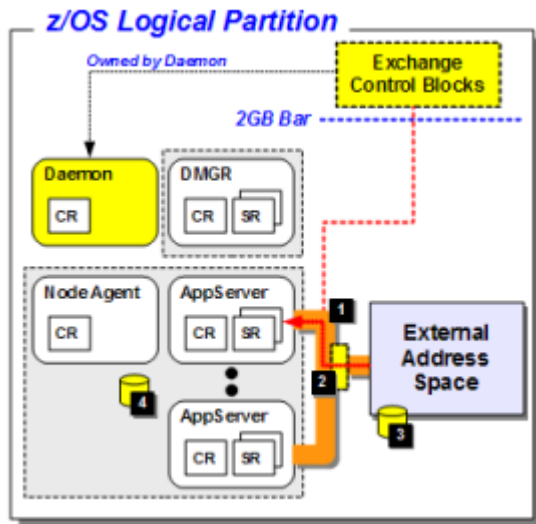 z/OS Logical Partition
Owned by Daemon
Exchange
Control Blocks
2GB Bar
Daemon
CR
DMGR
CR
SR
Node Agent
CR
AppServer
CR
SR
1
2
External
Address
Space
3
4
AppServer
CR
SR